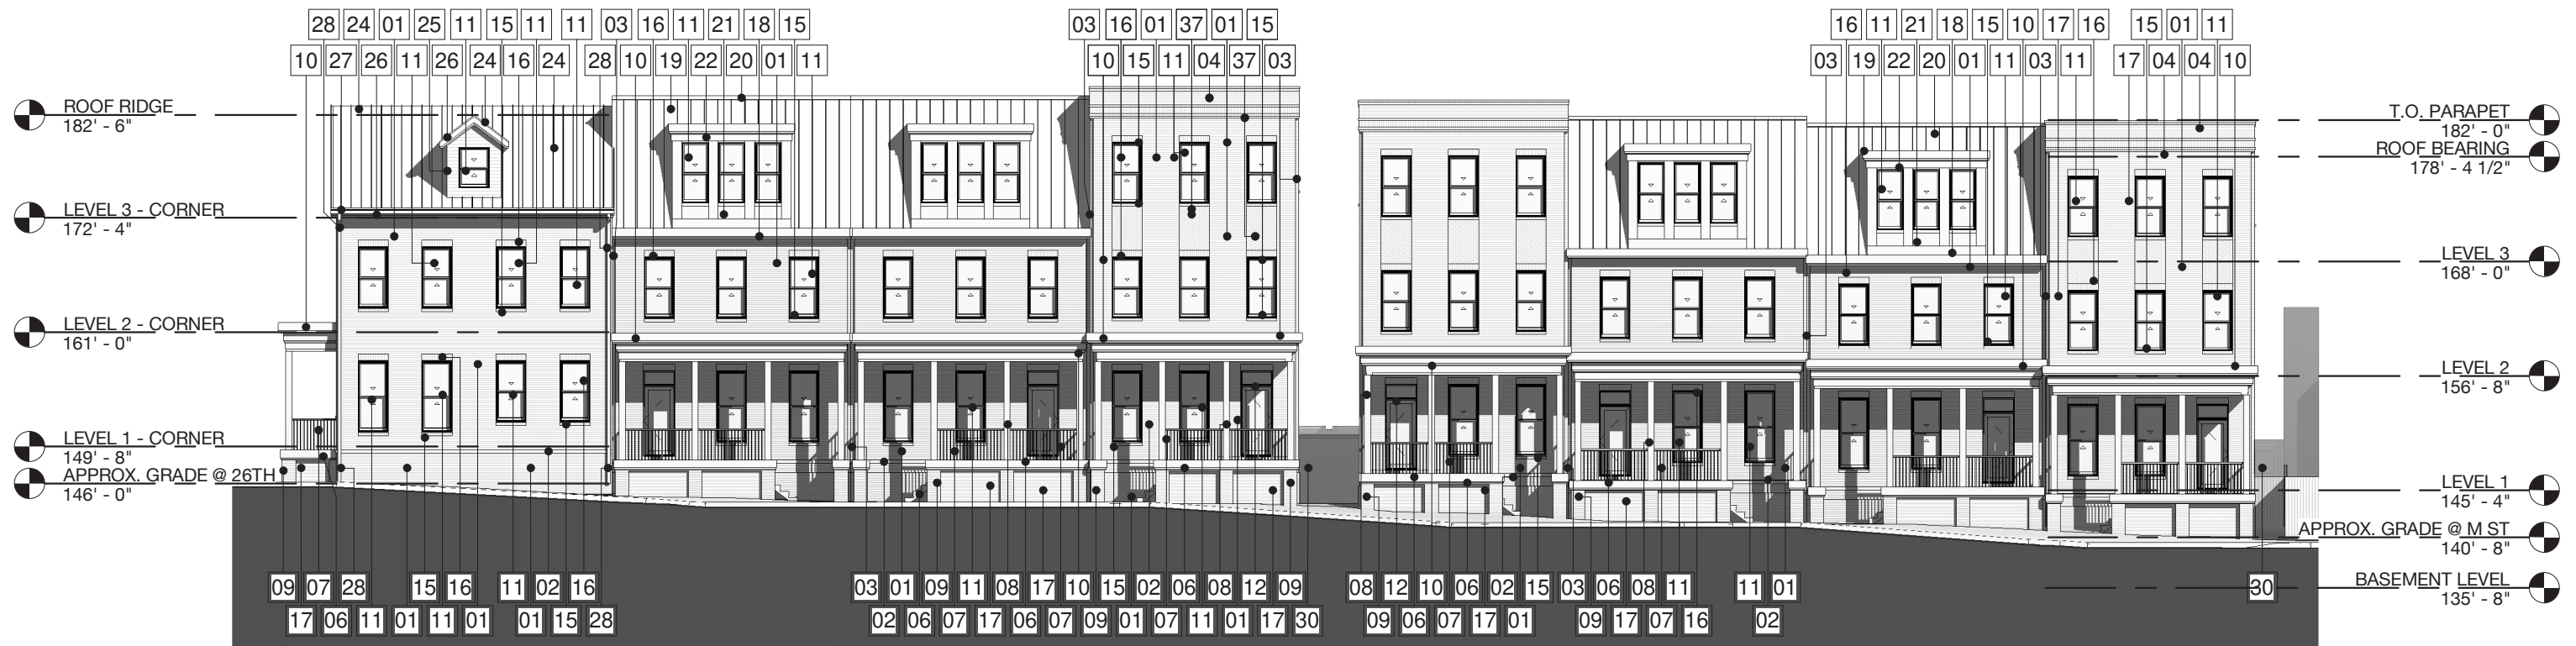 28 24 01 25 11 15 11 11 03 16 11 21 18 15 03 16 01 37 01 15 16 11 21 18 15 10 17 16 15 01 11
10 27 26 11 26 24 16 24 28 10 19 22 20 01 11 10 15 11 04 37 03 03 19 22 20 01 11 03 11 17 04 04 10
ROOF RIDGE
182' - 6"
LEVEL 3 - CORNER
172' - 4"
LEVEL 2 - CORNER
161' - 0"
LEVEL 1 - CORNER
149' - 8"
APPROX. GRADE @ 26TH
146' - 0"
T.O. PARAPET
182' - 0"
ROOF BEARING
178' - 4 1/2"
LEVEL 3
168' - 0"
LEVEL 2
156' - 8"
LEVEL 1
145' - 4"
APPROX. GRADE @ M ST
140' - 8"
BASEMENT LEVEL
135' - 8"
09 07 28 15 16 11 02 16 03 01 09 11 08 17 10 15 02 06 08 12 09 08 12 10 06 02 15 03 06 08 11 11 01 30
17 06 11 01 11 01 01 15 28 02 06 07 17 06 07 09 01 07 11 01 17 30 09 06 07 17 01 09 17 07 16 02